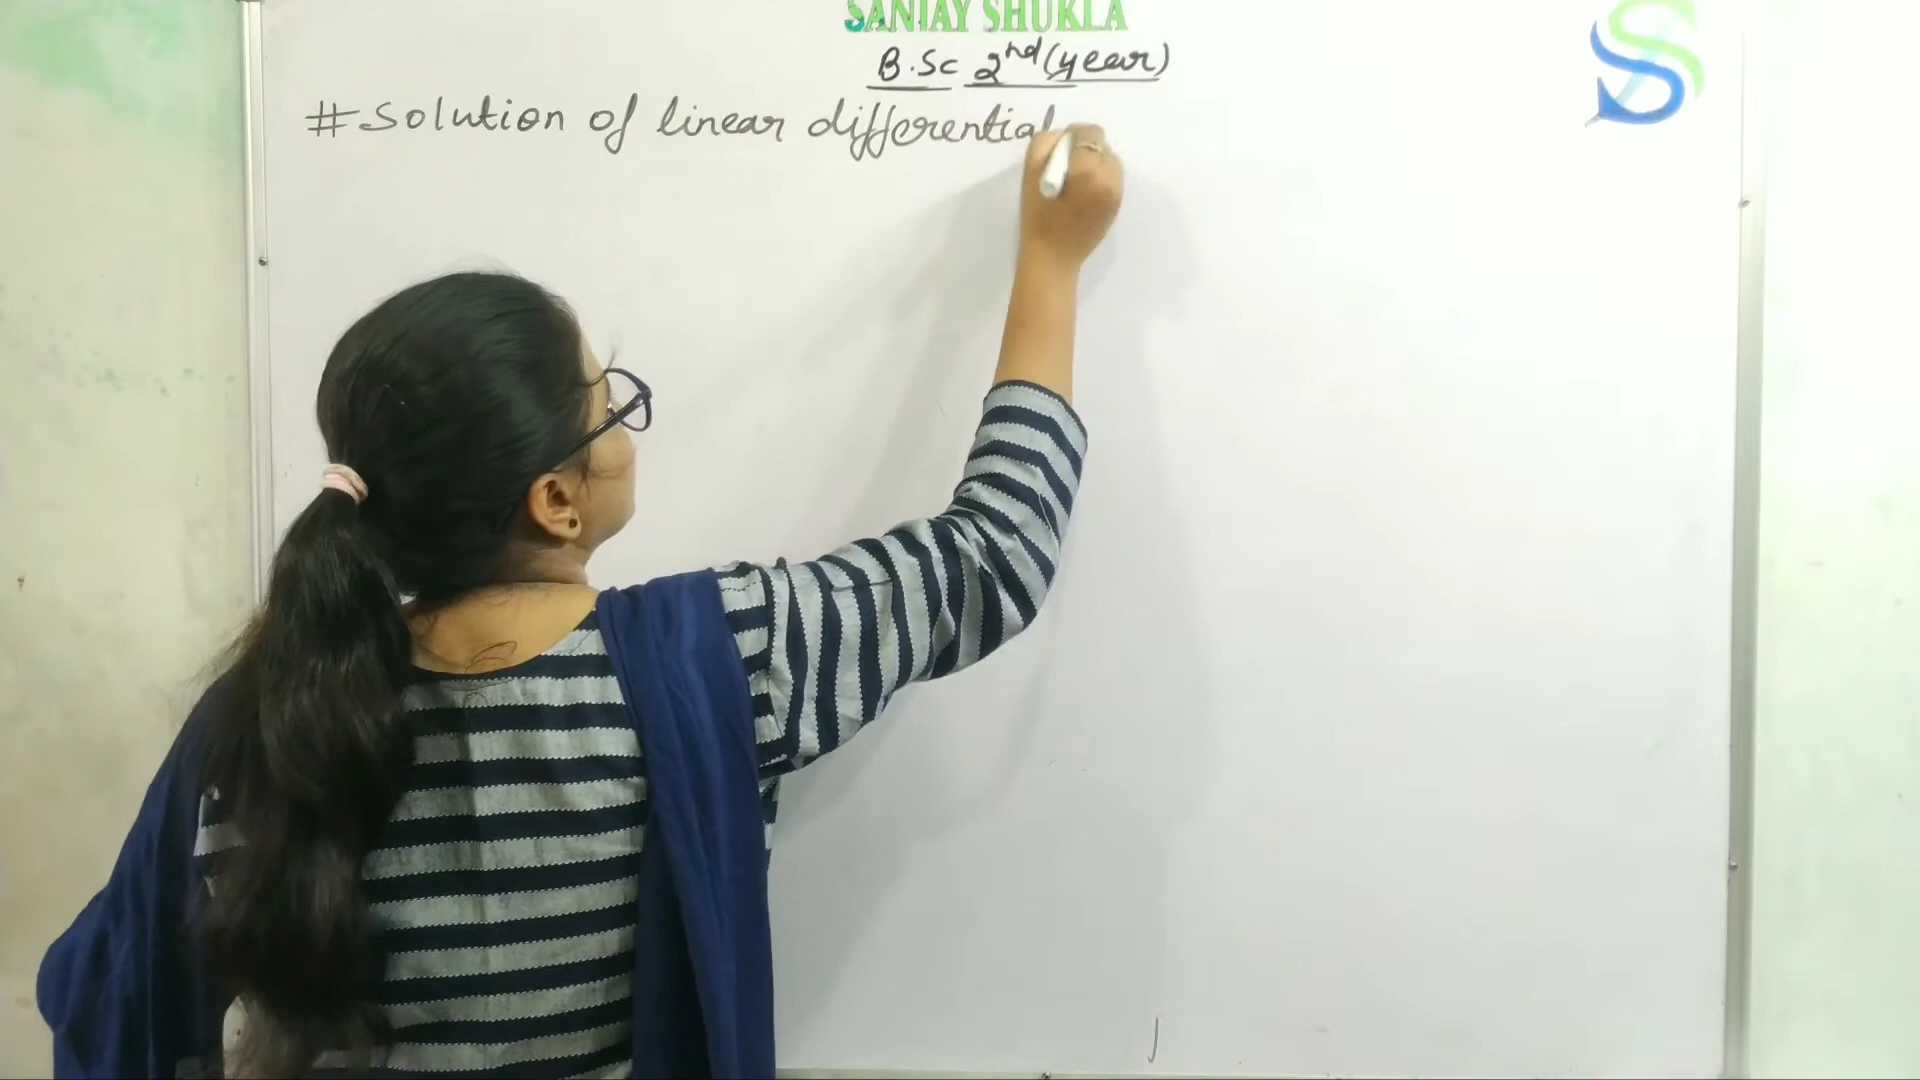 SANJAY SHUKLA
B.Sc 2nd (year)
# Solution of linear differential